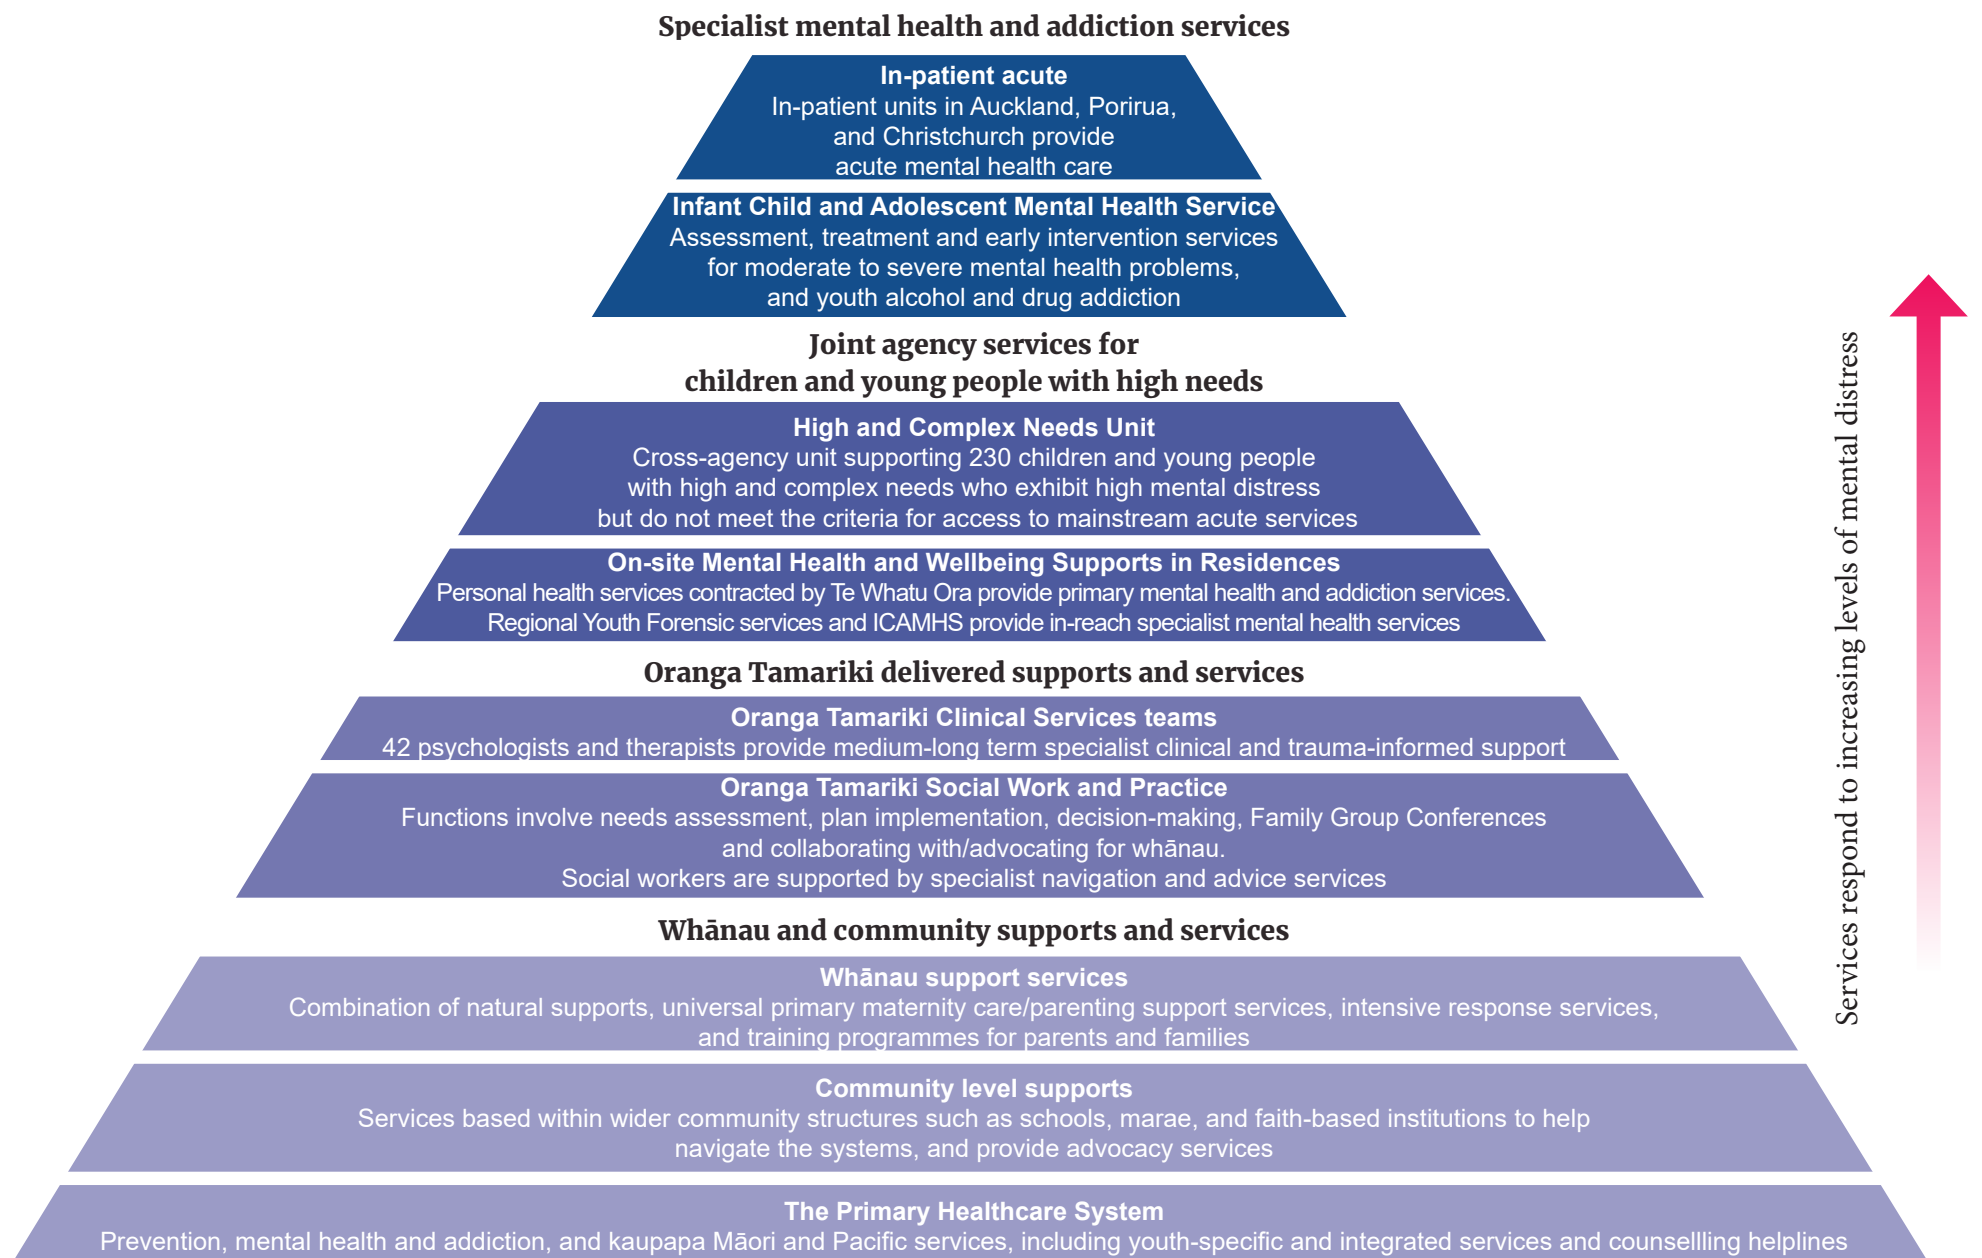 Specialist mental health and addiction services
In-patient acute
In-patient units in Auckland, Porirua,
and Christchurch provide
acute mental health care
Infant Child and Adolescent Mental Health Service
Assessment, treatment and early intervention services
for moderate to severe mental health problems,
and youth alcohol and drug addiction
Joint agency services for
children and young people with high needs
High and Complex Needs Unit
Cross-agency unit supporting 230 children and young people
with high and complex needs who exhibit high mental distress
but do not meet the criteria for access to mainstream acute services
On-site Mental Health and Wellbeing Supports in Residences
Personal health services contracted by Te Whatu Ora provide primary mental health and addiction services.
Regional Youth Forensic services and ICAMHS provide in-reach specialist mental health services
Oranga Tamariki delivered supports and services
Oranga Tamariki Clinical Services teams
42 psychologists and therapists provide medium-long term specialist clinical and trauma-informed support
Oranga Tamariki Social Work and Practice
Functions involve needs assessment, plan implementation, decision-making, Family Group Conferences
and collaborating with/advocating for whānau.
Social workers are supported by specialist navigation and advice services
Whānau and community supports and services
Whānau support services
Combination of natural supports, universal primary maternity care/parenting support services, intensive response services,
and training programmes for parents and families
Community level supports
Services based within wider community structures such as schools, marae, and faith-based institutions to help
navigate the systems, and provide advocacy services
The Primary Healthcare System
Prevention, mental health and addiction, and kaupapa Māori and Pacific services, including youth-specific and integrated services and counsellling helplines
Services respond to increasing levels of mental distress